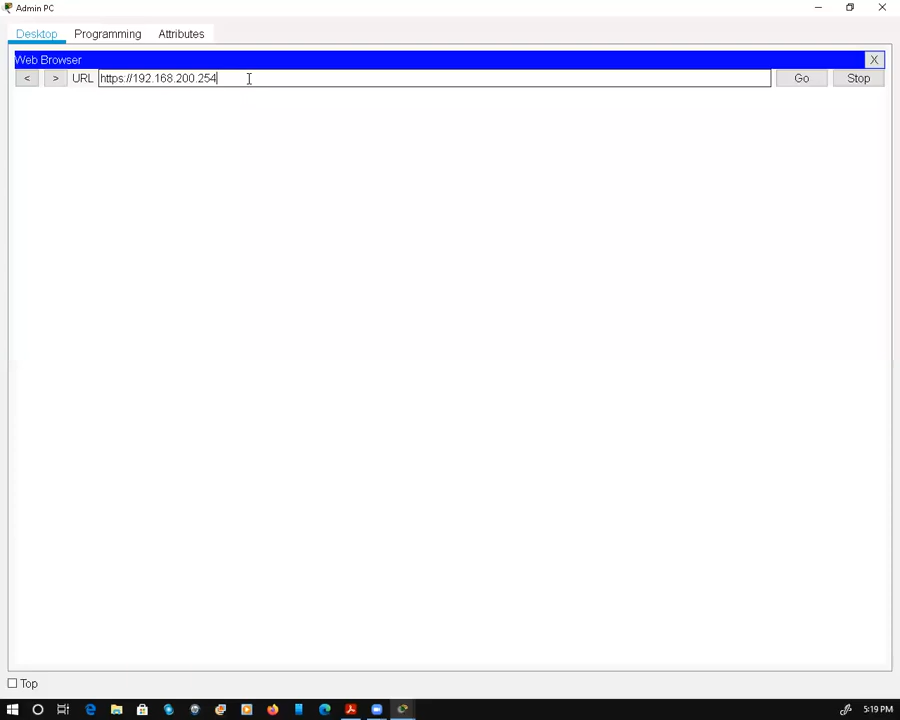 Admin PC
Desktop Programming Attributes
Web Browser X
< > URL https://192.168.200.254 Go Stop
Top
5:19 PM